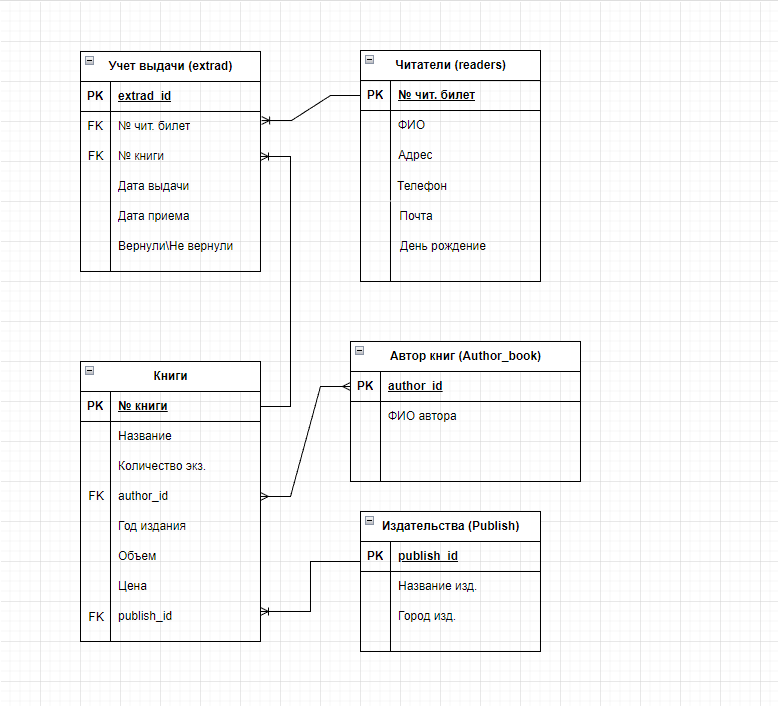 Учет выдачи (extrad)
PK extrad_id
FK № чит. билет
FK № книги
Дата выдачи
Дата приема
Вернули\Не вернули
Читатели (readers)
PK № чит. билет
ФИО
Адрес
Телефон
Почта
День рождение
Книги
PK № книги
Название
Количество экз.
FK author_id
Год издания
Объем
Цена
FK publish_id
Автор книг (Author_book)
PK author_id
ФИО автора
Издательства (Publish)
PK publish_id
Название изд.
Город изд.